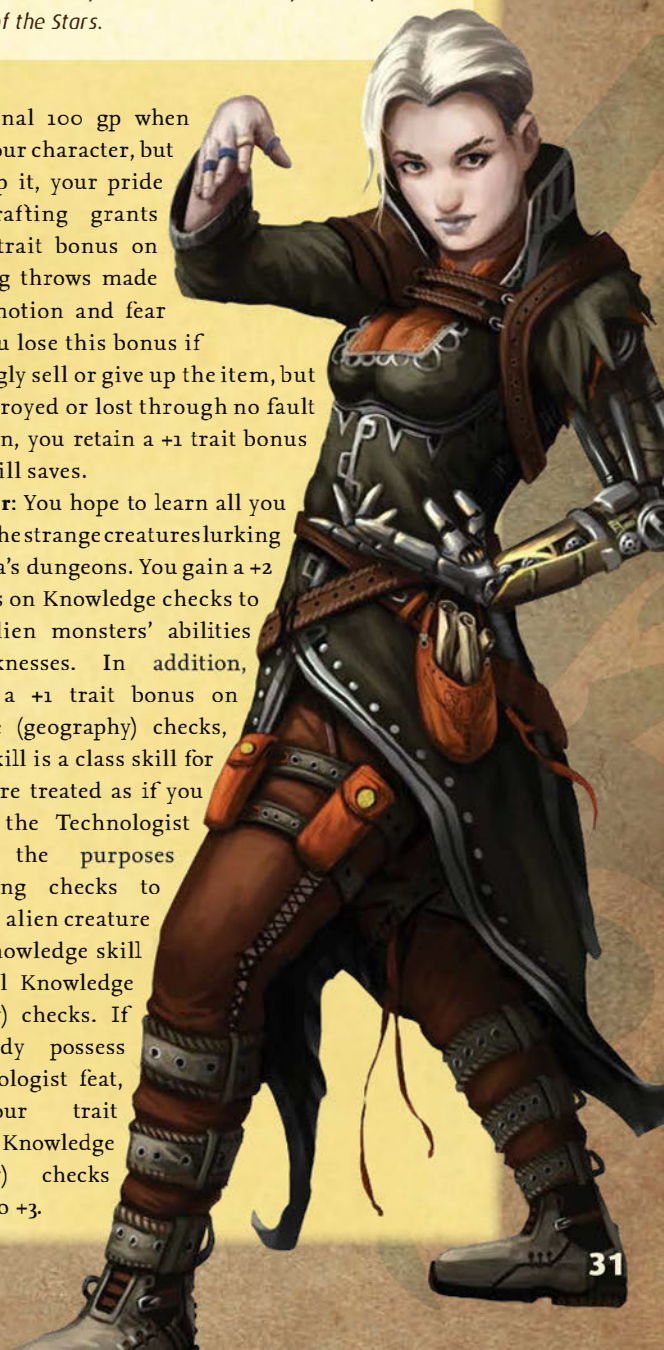 of the Stars.
nal 100 gp when
our character, but
p it, your pride
rafting grants
trait bonus on
g throws made
notion and fear
u lose this bonus if
gly sell or give up the item, but
royed or lost through no fault
n, you retain a +1 trait bonus
ill saves.
r: You hope to learn all you
he strange creatures lurking
a's dungeons. You gain a +2
s on Knowledge checks to
lien monsters' abilities
knesses. In addition,
a +1 trait bonus on
e (geography) checks,
kill is a class skill for
re treated as if you
the Technologist
the purposes
ng checks to
alien creature
nowledge skill
l Knowledge
) checks. If
dy possess
ologist feat,
our trait
Knowledge
) checks
o +3.
31